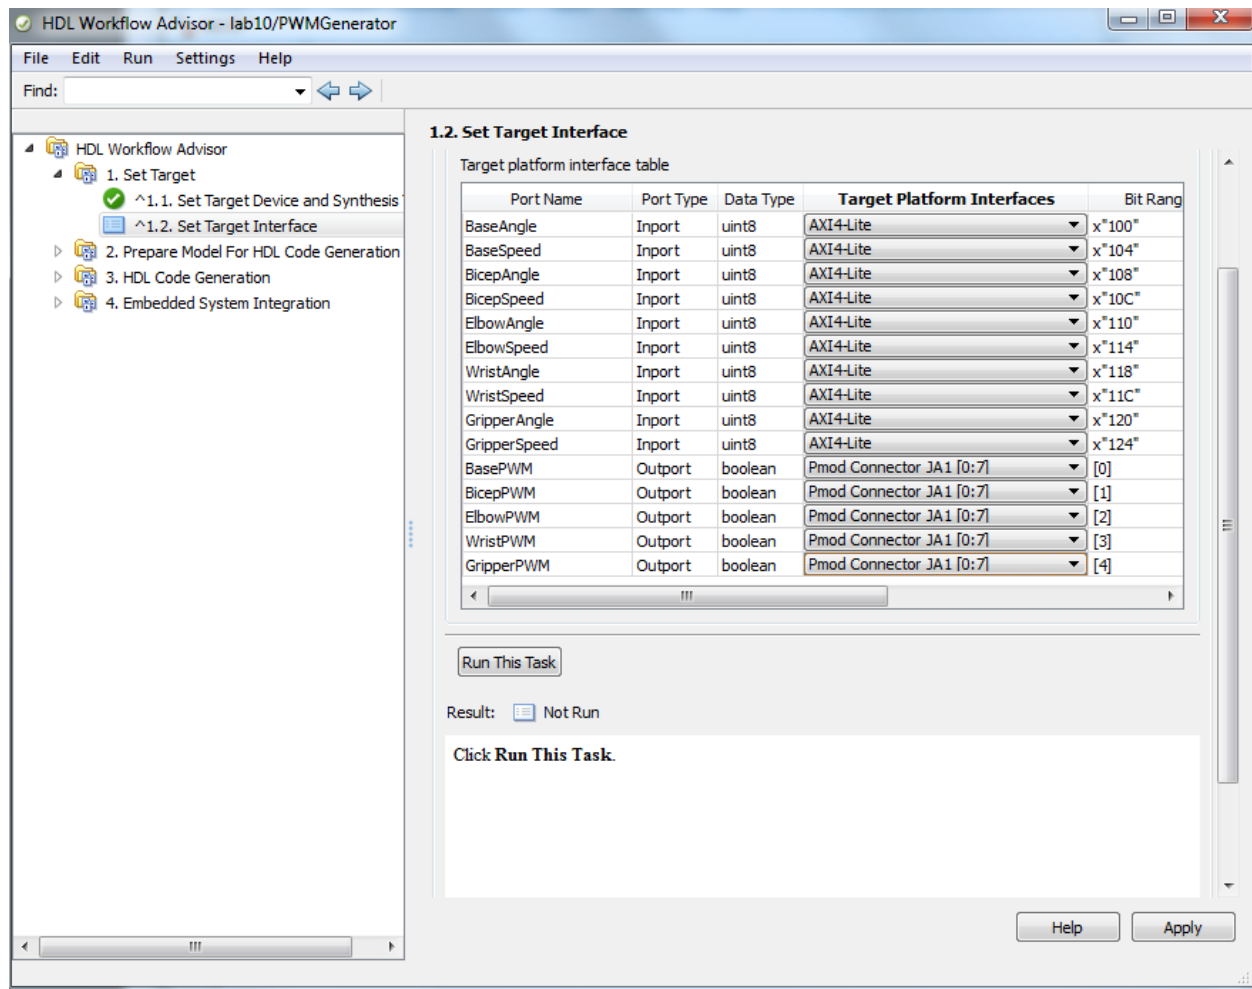 HDL Workflow Advisor - lab10/PWMGenerator
File Edit Run Settings Help
Find:
HDL Workflow Advisor
1. Set Target
^1.1. Set Target Device and Synthesis
^1.2. Set Target Interface
2. Prepare Model For HDL Code Generation
3. HDL Code Generation
4. Embedded System Integration
1.2. Set Target Interface
Target platform interface table
Port Name Port Type Data Type Target Platform Interfaces Bit Rang
BaseAngle Inport uint8 AXI4-Lite x"100"
BaseSpeed Inport uint8 AXI4-Lite x"104"
BicepAngle Inport uint8 AXI4-Lite x"108"
BicepSpeed Inport uint8 AXI4-Lite x"10C"
ElbowAngle Inport uint8 AXI4-Lite x"110"
ElbowSpeed Inport uint8 AXI4-Lite x"114"
WristAngle Inport uint8 AXI4-Lite x"118"
WristSpeed Inport uint8 AXI4-Lite x"11C"
GripperAngle Inport uint8 AXI4-Lite x"120"
GripperSpeed Inport uint8 AXI4-Lite x"124"
BasePWM Outport boolean Pmod Connector JA1 [0:7] [0]
BicepPWM Outport boolean Pmod Connector JA1 [0:7] [1]
ElbowPWM Outport boolean Pmod Connector JA1 [0:7] [2]
WristPWM Outport boolean Pmod Connector JA1 [0:7] [3]
GripperPWM Outport boolean Pmod Connector JA1 [0:7] [4]
Run This Task
Result: Not Run
Click Run This Task.
Help Apply